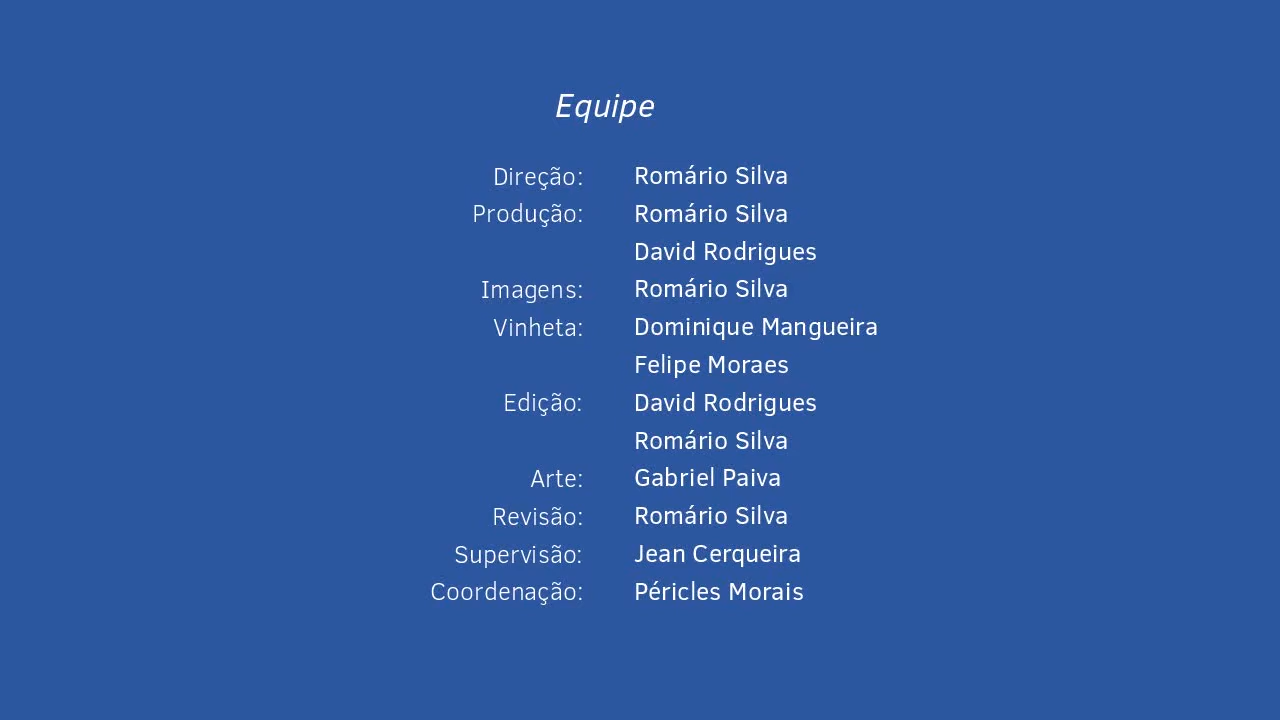 Equipe
Direção: Romário Silva
Produção: Romário Silva
David Rodrigues
Imagens: Romário Silva
Vinheta: Dominique Mangueira
Felipe Moraes
Edição: David Rodrigues
Romário Silva
Arte: Gabriel Paiva
Revisão: Romário Silva
Supervisão: Jean Cerqueira
Coordenação: Péricles Morais